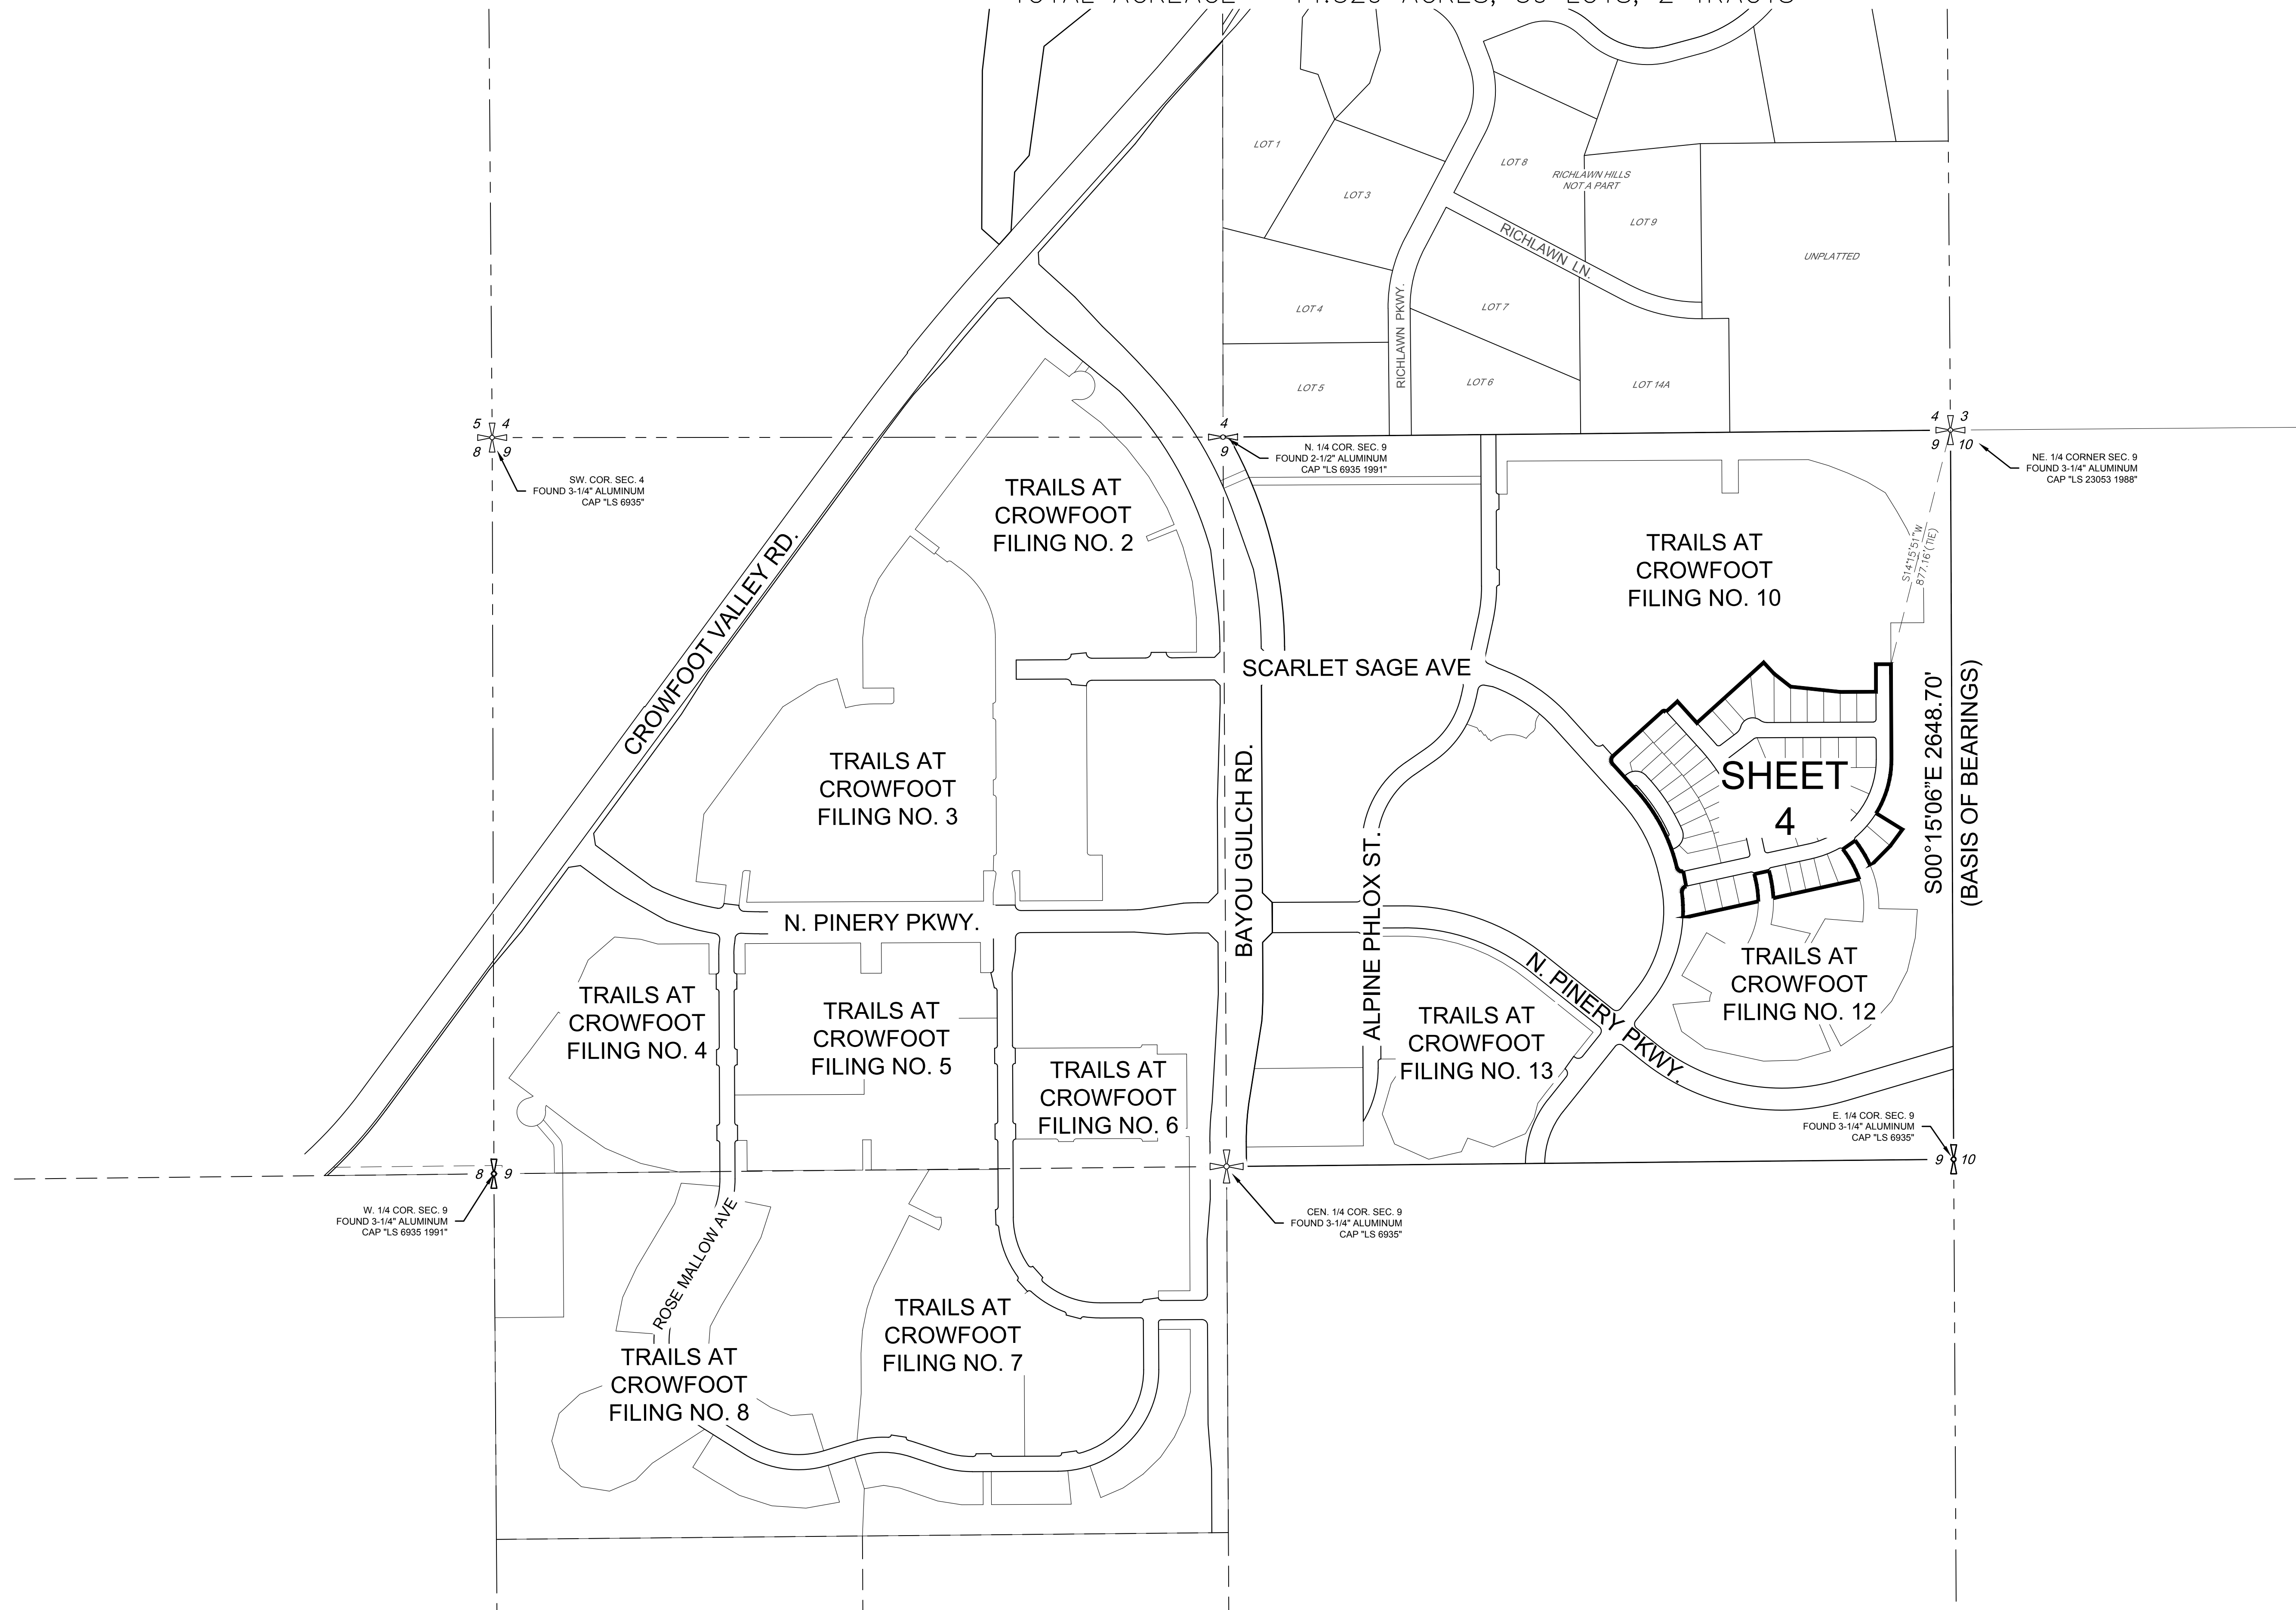 LOT 1
LOT 8
RICHLAWN HILLS
NOT A PART
LOT 3
LOT 9
RICHLAWN LN.
UNPLATTED
LOT 4
LOT 7
RICHLAWN PKWY.
LOT 5
LOT 6
LOT 14A
5 4
8 9
SW. COR. SEC. 4
FOUND 3-1/4" ALUMINUM
CAP "LS 6935"
4
9
N. 1/4 COR. SEC. 9
FOUND 2-1/2" ALUMINUM
CAP "LS 6935 1991"
4 3
9 10
NE. 1/4 CORNER SEC. 9
FOUND 3-1/4" ALUMINUM
CAP "LS 23053 1988"
TRAILS AT
CROWFOOT
FILING NO. 2
TRAILS AT
CROWFOOT
FILING NO. 10
S14°15'51"W
877.16'(TIE)
CROWFOOT VALLEY RD.
SCARLET SAGE AVE
S00°15'06"E 2648.70'
(BASIS OF BEARINGS)
TRAILS AT
CROWFOOT
FILING NO. 3
SHEET
4
BAYOU GULCH RD.
ALPINE PHLOX ST.
N. PINERY PKWY.
N. PINERY PKWY.
TRAILS AT
CROWFOOT
FILING NO. 12
TRAILS AT
CROWFOOT
FILING NO. 4
TRAILS AT
CROWFOOT
FILING NO. 5
TRAILS AT
CROWFOOT
FILING NO. 6
TRAILS AT
CROWFOOT
FILING NO. 13
E. 1/4 COR. SEC. 9
FOUND 3-1/4" ALUMINUM
CAP "LS 6935"
9 10
8 9
W. 1/4 COR. SEC. 9
FOUND 3-1/4" ALUMINUM
CAP "LS 6935 1991"
CEN. 1/4 COR. SEC. 9
FOUND 3-1/4" ALUMINUM
CAP "LS 6935"
ROSE MALLOW AVE
TRAILS AT
CROWFOOT
FILING NO. 7
TRAILS AT
CROWFOOT
FILING NO. 8